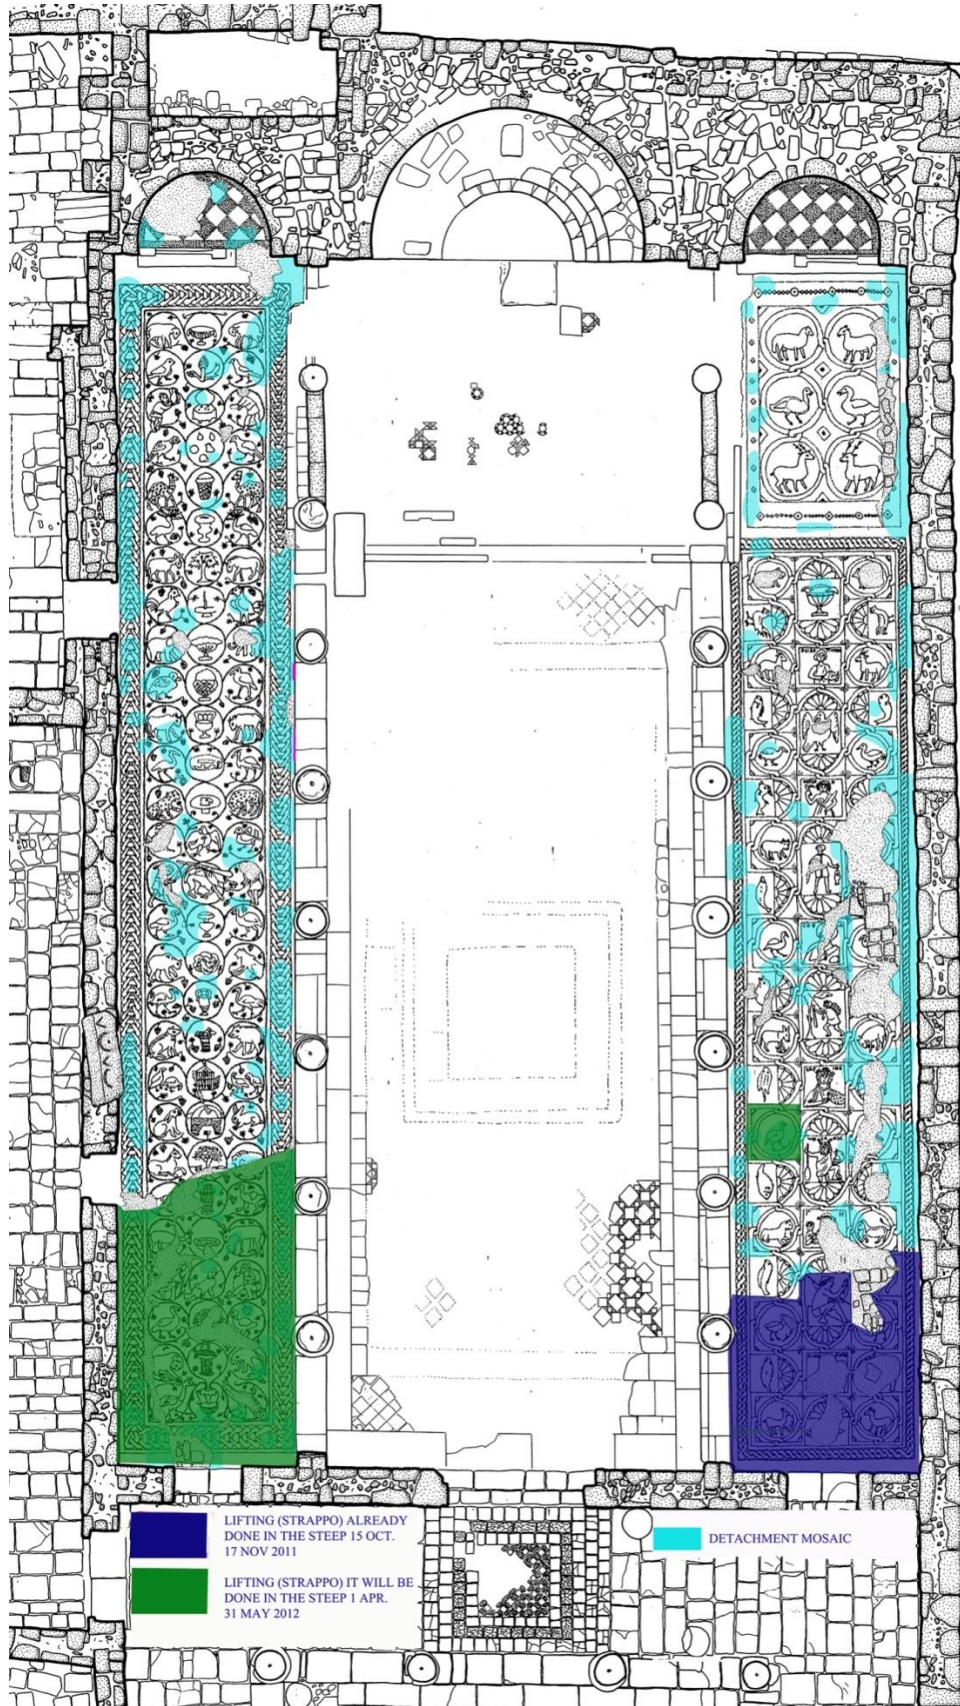 LIFTING (STRAPPO) ALREADY
DONE IN THE STEEP 15 OCT.
17 NOV 2011
LIFTING (STRAPPO) IT WILL BE
DONE IN THE STEEP 1 APR.
31 MAY 2012
DETACHMENT MOSAIC